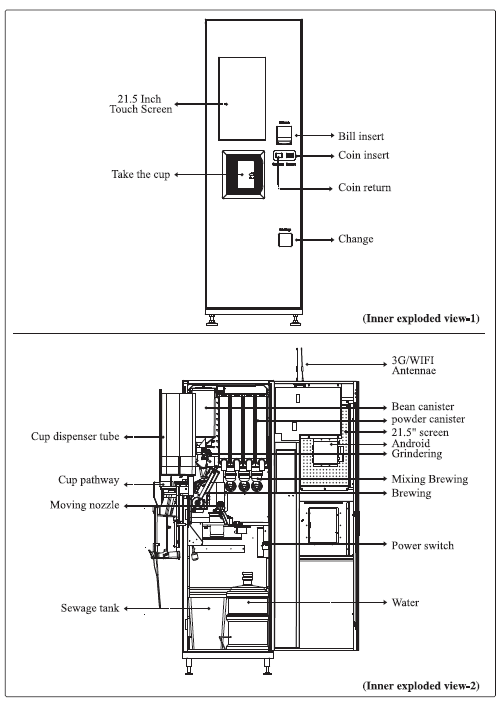 21.5 Inch
Touch Screen
Take the cup
Bill insert
Coin insert
Coin return
Change
(Inner exploded view-1)
3G/WIFI
Antennae
Bean canister
powder canister
21.5" screen
Android
Grindering
Cup dispenser tube
Mixing Brewing
Cup pathway
Brewing
Moving nozzle
Power switch
Sewage tank
Water
(Inner exploded view-2)